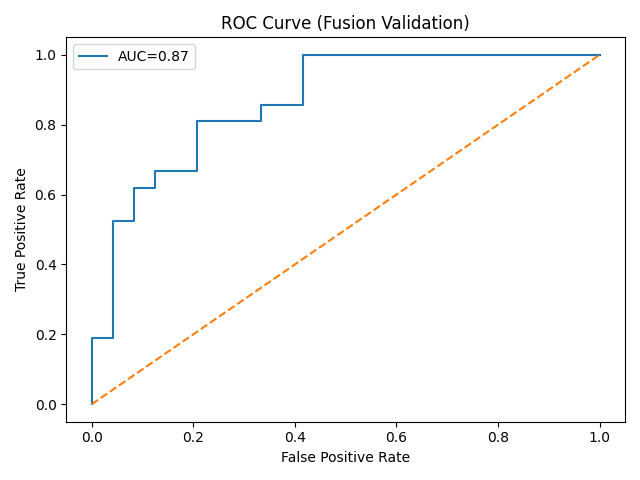 ROC Curve (Fusion Validation)
AUC=0.87
1.0
0.8
0.6
0.4
0.2
0.0
True Positive Rate
0.0 0.2 0.4 0.6 0.8 1.0
False Positive Rate